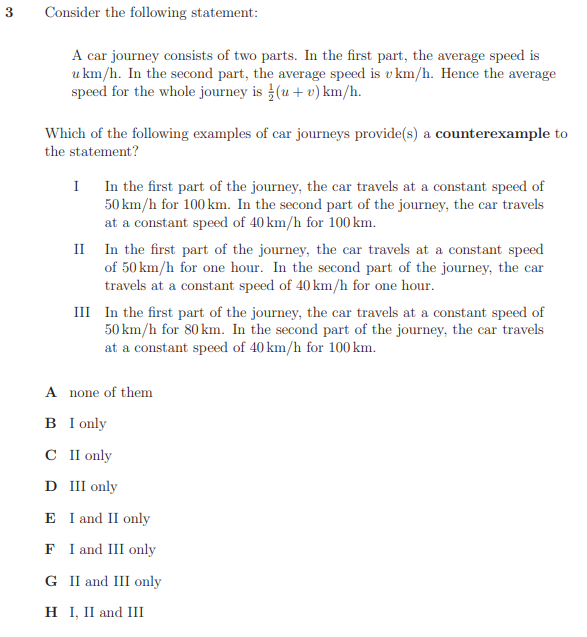 3 Consider the following statement:
A car journey consists of two parts. In the first part, the average speed is
u km/h. In the second part, the average speed is v km/h. Hence the average
speed for the whole journey is ½(u + v) km/h.
Which of the following examples of car journeys provide(s) a counterexample to
the statement?
I In the first part of the journey, the car travels at a constant speed of
50 km/h for 100 km. In the second part of the journey, the car travels
at a constant speed of 40 km/h for 100 km.
II In the first part of the journey, the car travels at a constant speed
of 50 km/h for one hour. In the second part of the journey, the car
travels at a constant speed of 40 km/h for one hour.
III In the first part of the journey, the car travels at a constant speed of
50 km/h for 80 km. In the second part of the journey, the car travels
at a constant speed of 40 km/h for 100 km.
A none of them
B I only
C II only
D III only
E I and II only
F I and III only
G II and III only
H I, II and III